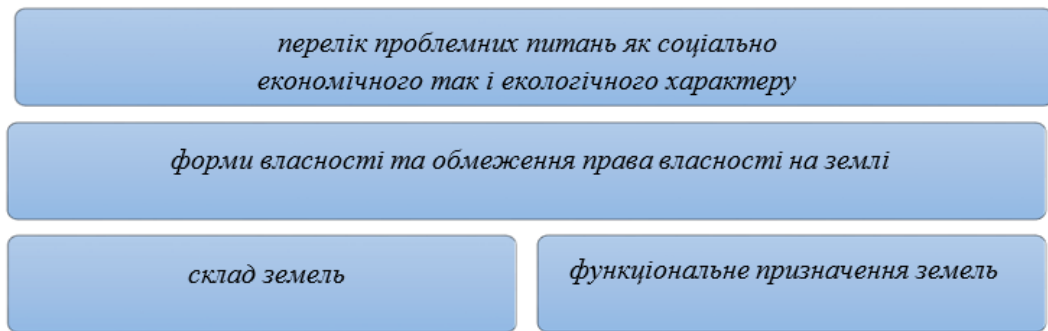 перелік проблемних питань як соціально
економічного так і екологічного характеру
форми власності та обмеження права власності на землі
склад земель
функціональне призначення земель